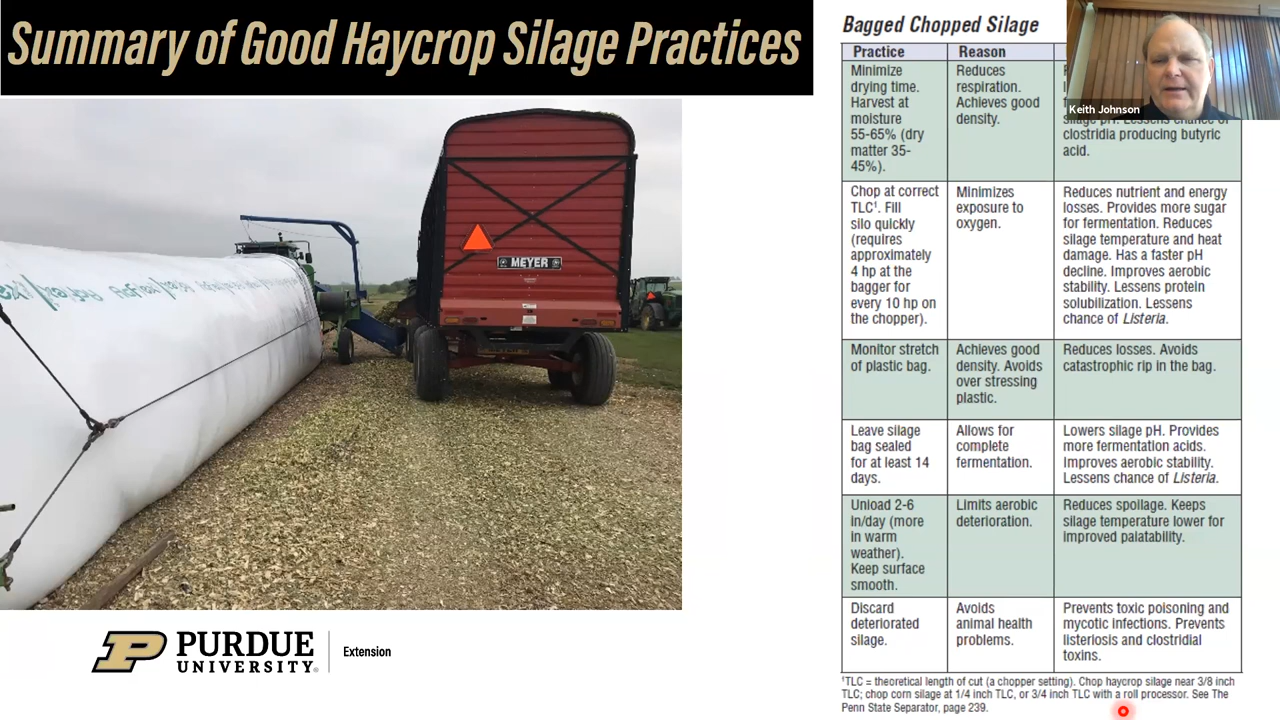 Summary of Good Haycrop Silage Practices
MEYER
PURDUE
UNIVERSITY®
Extension
Bagged Chopped Silage
Practice
Reason
Minimize
drying time.
Harvest at
moisture
55-65% (dry
matter 35-
45%).
Reduces
respiration.
Achieves good
density.
silage pH. Lessens chance of
clostridia producing butyric
acid.
Chop at correct
TLC¹. Fill
silo quickly
(requires
approximately
4 hp at the
bagger for
every 10 hp on
the chopper).
Minimizes
exposure to
oxygen.
Reduces nutrient and energy
losses. Provides more sugar
for fermentation. Reduces
silage temperature and heat
damage. Has a faster pH
decline. Improves aerobic
stability. Lessens protein
solubilization. Lessens
chance of Listeria.
Monitor stretch
of plastic bag.
Achieves good
density. Avoids
over stressing
plastic.
Reduces losses. Avoids
catastrophic rip in the bag.
Leave silage
bag sealed
for at least 14
days.
Allows for
complete
fermentation.
Lowers silage pH. Provides
more fermentation acids.
Improves aerobic stability.
Lessens chance of Listeria.
Unload 2-6
in/day (more
in warm
weather).
Keep surface
smooth.
Limits aerobic
deterioration.
Reduces spoilage. Keeps
silage temperature lower for
improved palatability.
Discard
deteriorated
silage.
Avoids
animal health
problems.
Prevents toxic poisoning and
mycotic infections. Prevents
listeriosis and clostridial
toxins.
¹TLC = theoretical length of cut (a chopper setting). Chop haycrop silage near 3/8 inch
TLC; chop corn silage at 1/4 inch TLC, or 3/4 inch TLC with a roll processor. See The
Penn State Separator, page 239.
Keith Johnson